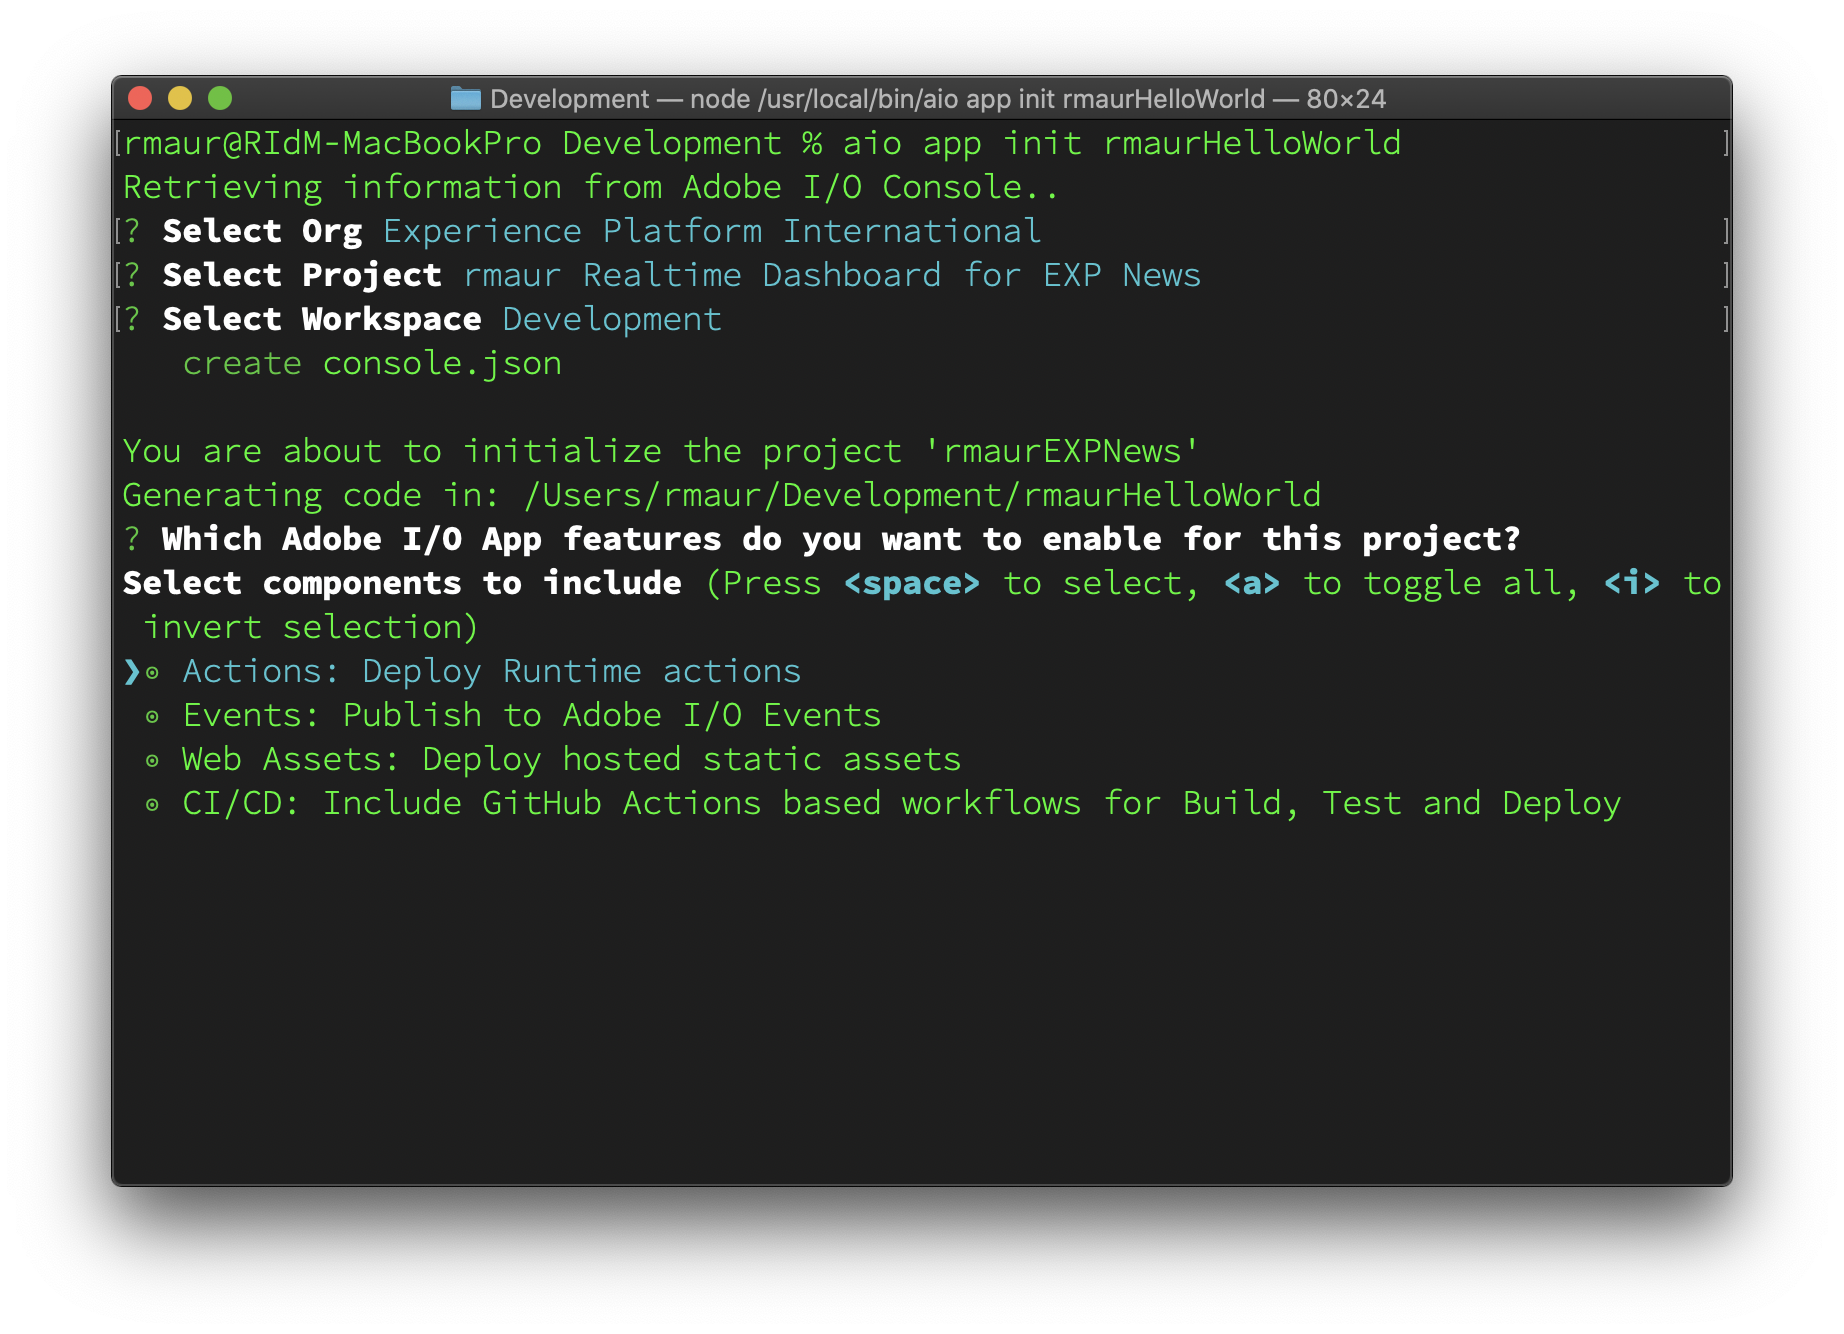 Development — node /usr/local/bin/aio app init rmaurHelloWorld — 80×24
[rmaur@RIdM-MacBookPro Development % aio app init rmaurHelloWorld ]
Retrieving information from Adobe I/O Console..
[? Select Org Experience Platform International ]
[? Select Project rmaur Realtime Dashboard for EXP News ]
[? Select Workspace Development ]
create console.json
You are about to initialize the project 'rmaurEXPNews'
Generating code in: /Users/rmaur/Development/rmaurHelloWorld
? Which Adobe I/O App features do you want to enable for this project?
Select components to include (Press <space> to select, <a> to toggle all, <i> to
invert selection)
❯◉ Actions: Deploy Runtime actions
◉ Events: Publish to Adobe I/O Events
◉ Web Assets: Deploy hosted static assets
◉ CI/CD: Include GitHub Actions based workflows for Build, Test and Deploy